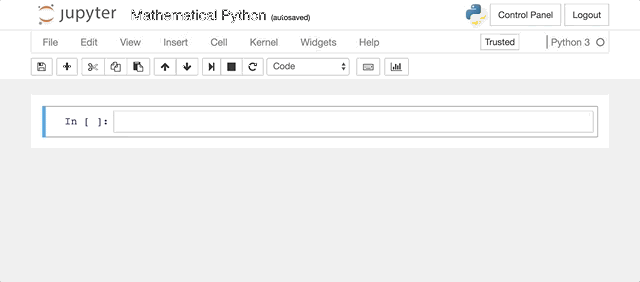 jupyter Mathematical Python (autosaved) Control Panel Logout
File Edit View Insert Cell Kernel Widgets Help Trusted Python 3
Code
In [ ]: